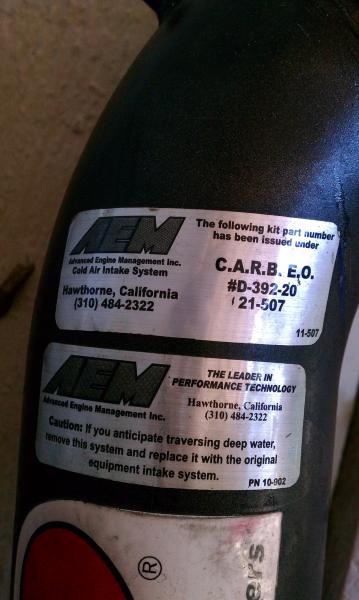 AEM
Advanced Engine Management Inc.
Cold Air Intake System
Hawthorne, California
(310) 484-2322
The following kit part number
has been issued under
C.A.R.B. E.O.
#D-392-20
21-507
11-507
AEM
Advanced Engine Management Inc.
THE LEADER IN
PERFORMANCE TECHNOLOGY
Hawthorne, California
(310) 484-2322
Caution: If you anticipate traversing deep water,
remove this system and replace it with the original
equipment intake system.
PN 10-902
®
ers